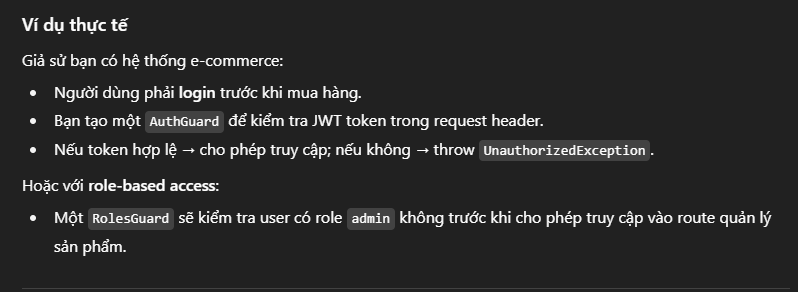 Ví dụ thực tế
Giả sử bạn có hệ thống e-commerce:
• Người dùng phải login trước khi mua hàng.
• Bạn tạo một AuthGuard để kiểm tra JWT token trong request header.
• Nếu token hợp lệ → cho phép truy cập; nếu không → throw UnauthorizedException.
Hoặc với role-based access:
• Một RolesGuard sẽ kiểm tra user có role admin không trước khi cho phép truy cập vào route quản lý
sản phẩm.